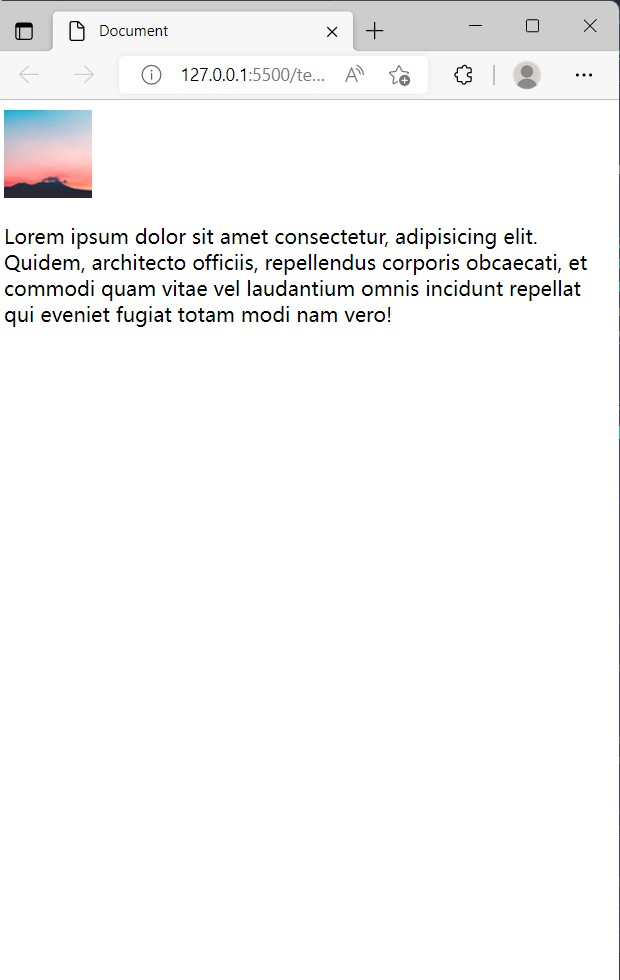 Document
127.0.0.1:5500/te...
Lorem ipsum dolor sit amet consectetur, adipisicing elit.
Quidem, architecto officiis, repellendus corporis obcaecati, et
commodi quam vitae vel laudantium omnis incidunt repellat
qui eveniet fugiat totam modi nam vero!